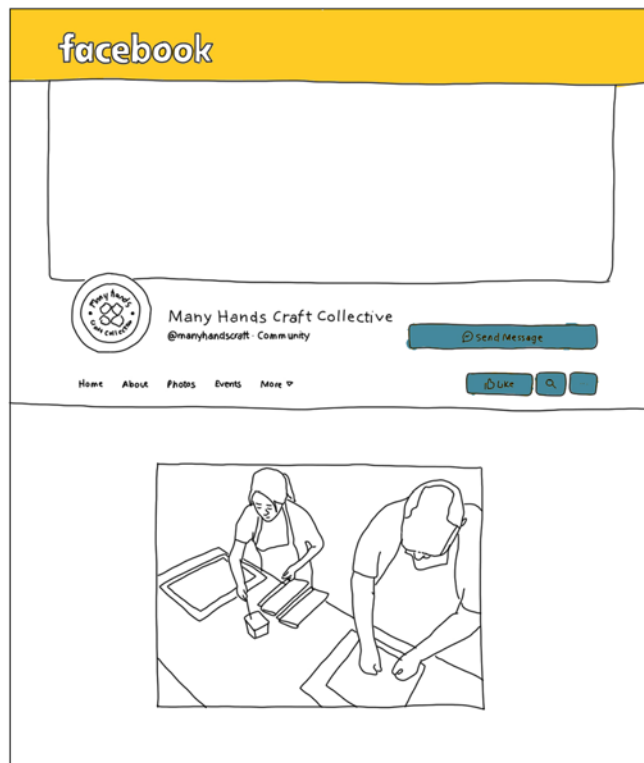 facebook
Many hands
Craft Collective
Many Hands Craft Collective
@manyhandscraft · Community
Send Message
Home About Photos Events More
Like